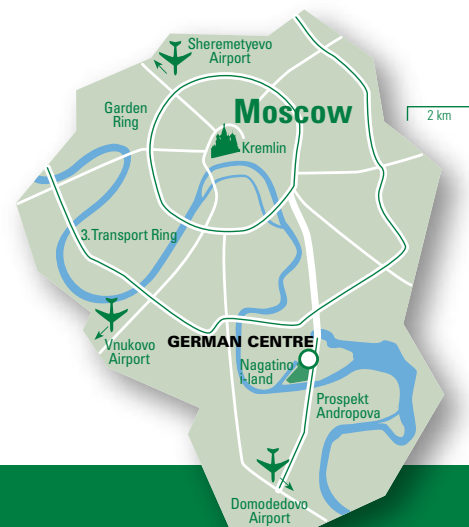 Sheremetyevo
Airport
Garden
Ring
Moscow
2 km
Kremlin
3.Transport Ring
Vnukovo
Airport
GERMAN CENTRE
Nagatino
i-land
Prospekt
Andropova
Domodedovo
Airport